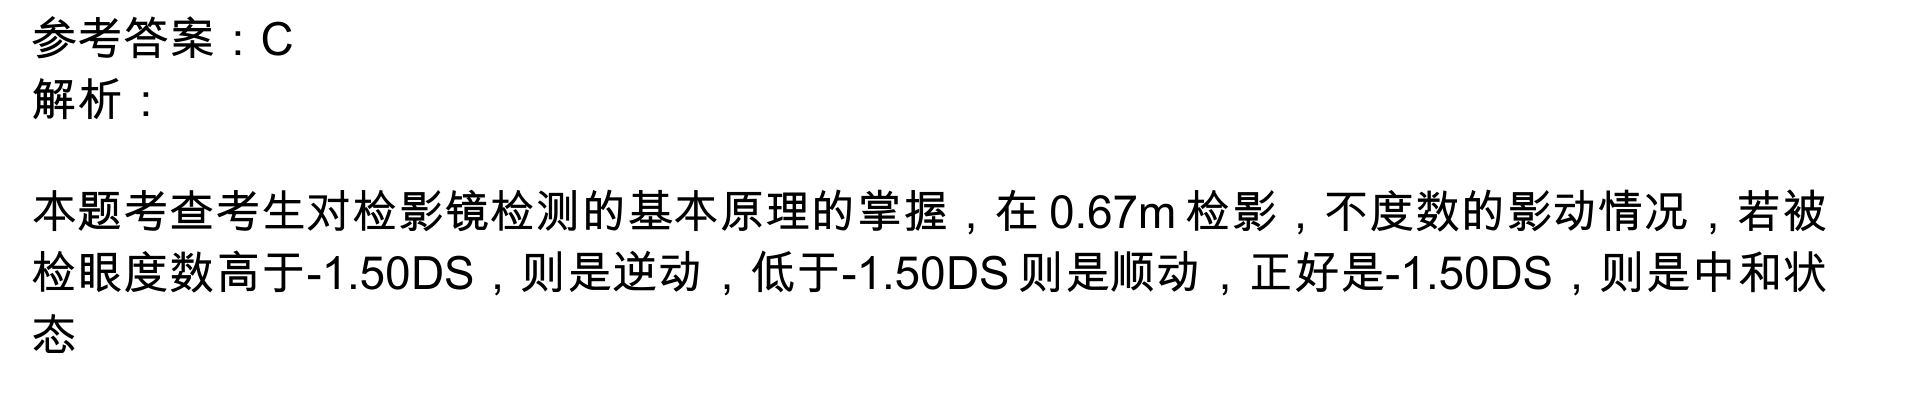 参考答案：C
解析：
本题考查考生对检影镜检测的基本原理的掌握，在 0.67m 检影，不度数的影动情况，若被
检眼度数高于-1.50DS，则是逆动，低于-1.50DS 则是顺动，正好是-1.50DS，则是中和状
态